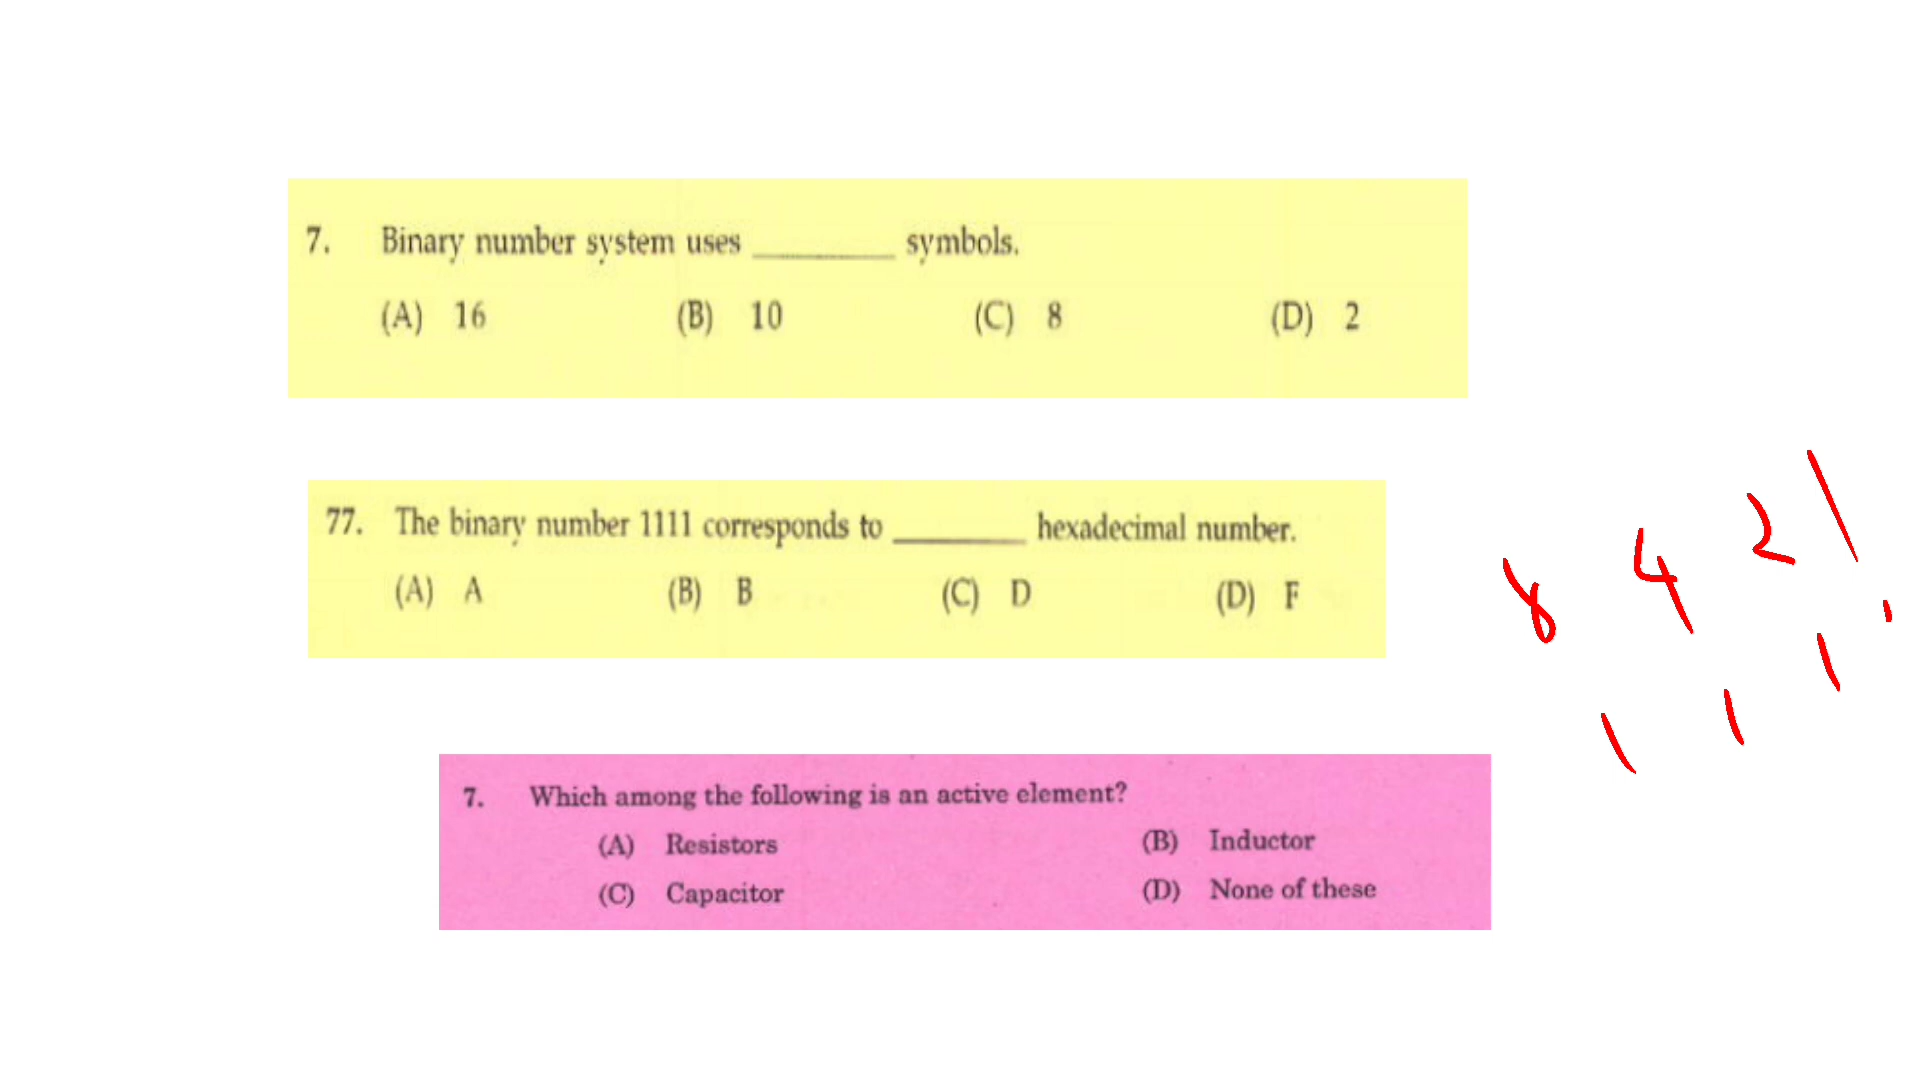 7. Binary number system uses ________ symbols.
(A) 16 (B) 10 (C) 8 (D) 2
77. The binary number 1111 corresponds to ________ hexadecimal number.
(A) A (B) B (C) D (D) F
8 4 2 1
1 1 1 1
7. Which among the following is an active element?
(A) Resistors (B) Inductor
(C) Capacitor (D) None of these